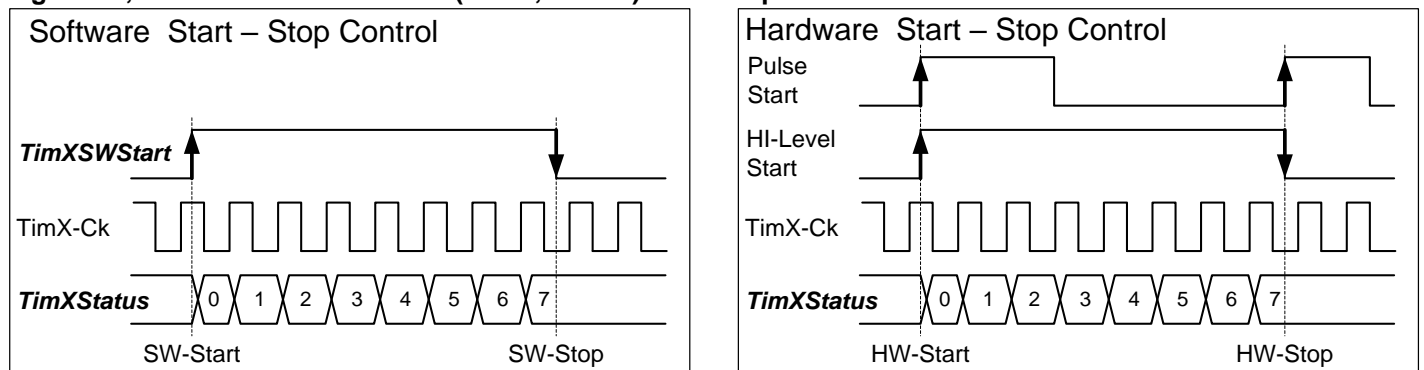 Software Start – Stop Control
TimXSWStart
TimX-Ck
TimXStatus
0 1 2 3 4 5 6 7
SW-Start SW-Stop
Hardware Start – Stop Control
Pulse
Start
HI-Level
Start
TimX-Ck
TimXStatus
0 1 2 3 4 5 6 7
HW-Start HW-Stop